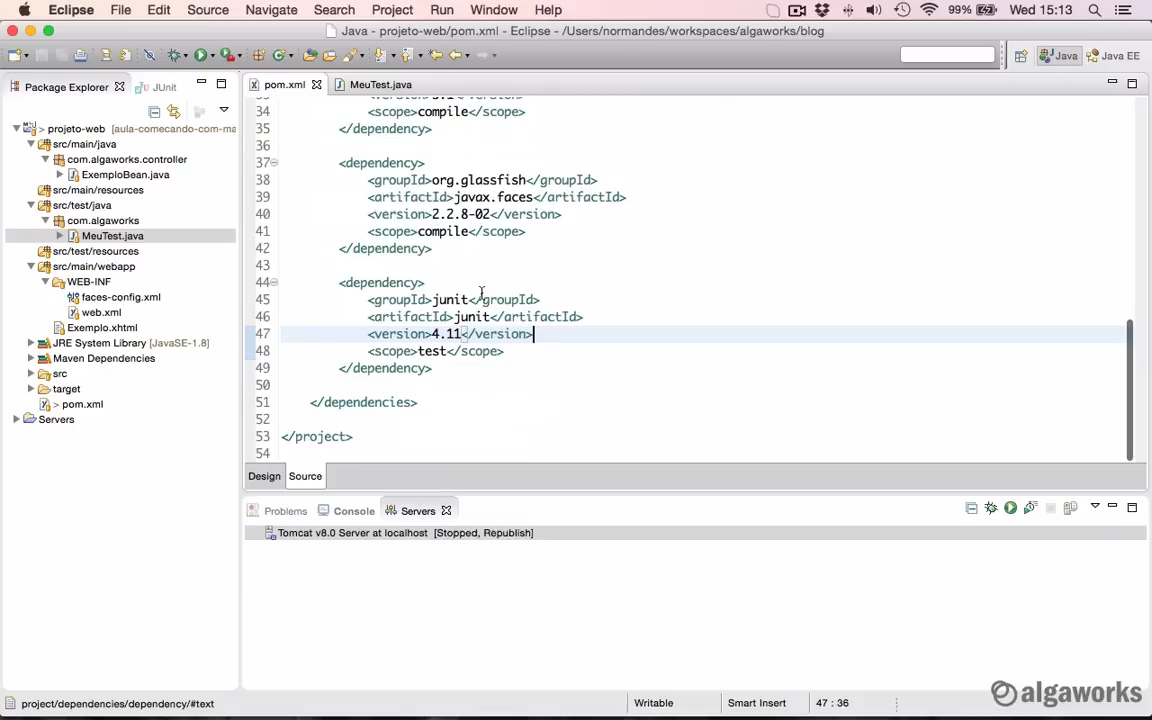 Eclipse File Edit Source Navigate Search Project Run Window Help 99% Wed 15:13
Java - projeto-web/pom.xml - Eclipse - /Users/normandes/workspaces/algaworks/blog
Java Java EE
Package Explorer JUnit
> projeto-web [aula-comecando-com-ma
src/main/java
com.algaworks.controller
ExemploBean.java
src/main/resources
src/test/java
com.algaworks
MeuTest.java
src/test/resources
src/main/webapp
WEB-INF
faces-config.xml
web.xml
Exemplo.xhtml
JRE System Library [JavaSE-1.8]
Maven Dependencies
src
target
> pom.xml
Servers
pom.xml MeuTest.java
34 <scope>compile</scope>
35 </dependency>
36
37 <dependency>
38 <groupId>org.glassfish</groupId>
39 <artifactId>javax.faces</artifactId>
40 <version>2.2.8-02</version>
41 <scope>compile</scope>
42 </dependency>
43
44 <dependency>
45 <groupId>junit</groupId>
46 <artifactId>junit</artifactId>
47 <version>4.11</version>
48 <scope>test</scope>
49 </dependency>
50
51 </dependencies>
52
53 </project>
54
Design Source
Problems Console Servers
Tomcat v8.0 Server at localhost [Stopped, Republish]
project/dependencies/dependency/#text Writable Smart Insert 47 : 36
algaworks